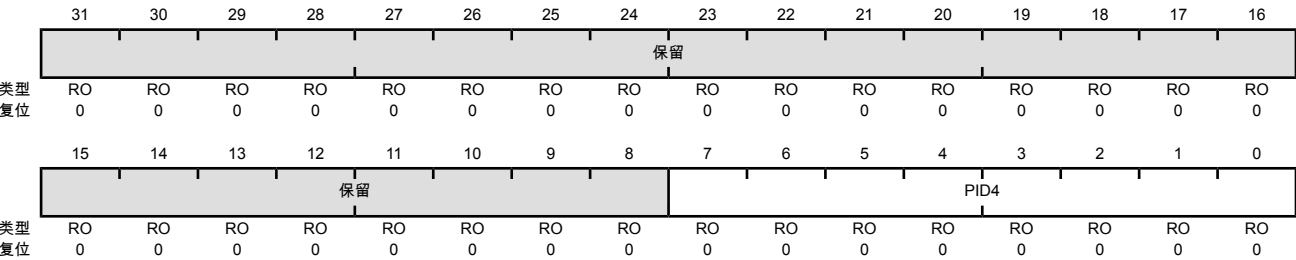 31 30 29 28 27 26 25 24 23 22 21 20 19 18 17 16
保留
类型 RO RO RO RO RO RO RO RO RO RO RO RO RO RO RO RO
复位 0 0 0 0 0 0 0 0 0 0 0 0 0 0 0 0
15 14 13 12 11 10 9 8 7 6 5 4 3 2 1 0
保留 PID4
类型 RO RO RO RO RO RO RO RO RO RO RO RO RO RO RO RO
复位 0 0 0 0 0 0 0 0 0 0 0 0 0 0 0 0